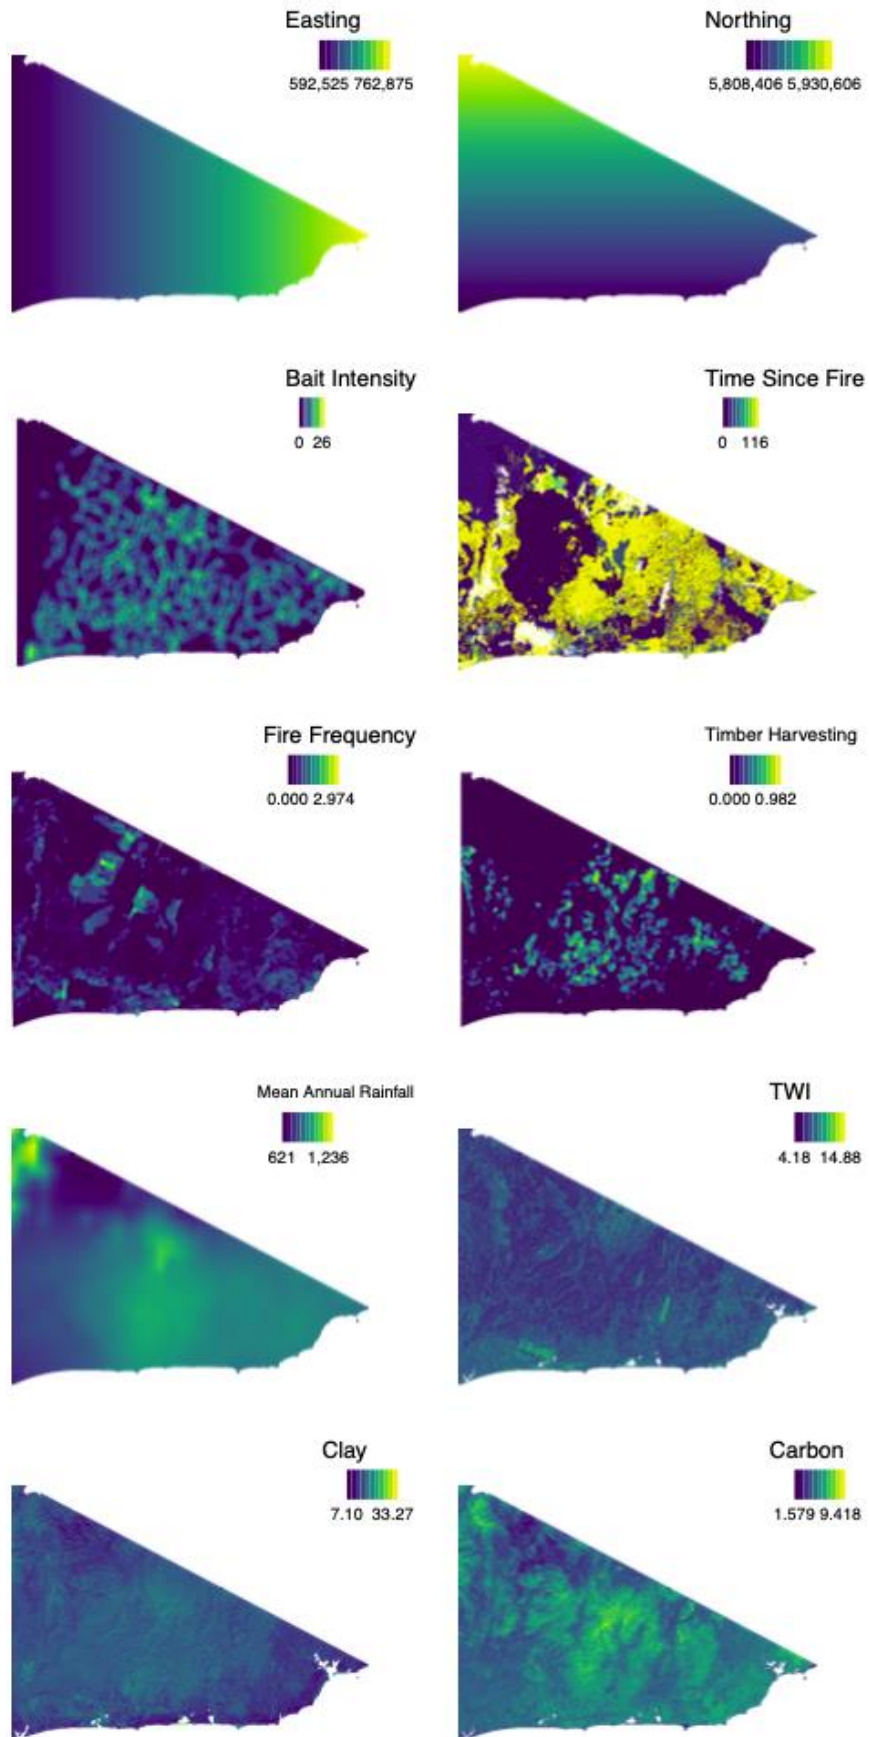 Easting
592,525 762,875
Northing
5,808,406 5,930,606
Bait Intensity
0 26
Time Since Fire
0 116
Fire Frequency
0.000 2.974
Timber Harvesting
0.000 0.982
Mean Annual Rainfall
621 1,236
TWI
4.18 14.88
Clay
7.10 33.27
Carbon
1.579 9.418